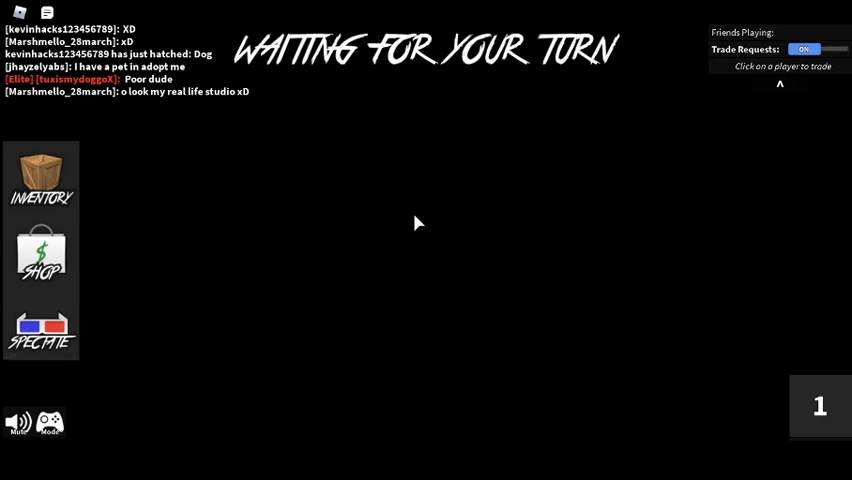 [kevinhacks123456789]: XD
[Marshmello_28march]: xD
kevinhacks123456789 has just hatched: Dog
[jhayzelyabs]: I have a pet in adopt me
[Elite] [tuxismydoggoX]: Poor dude
[Marshmello_28march]: o look my real life studio xD
WAITING FOR YOUR TURN
Friends Playing:
Trade Requests: ON
Click on a player to trade
^
INVENTORY
$
SHOP
SPECTATE
Mute Mode
1